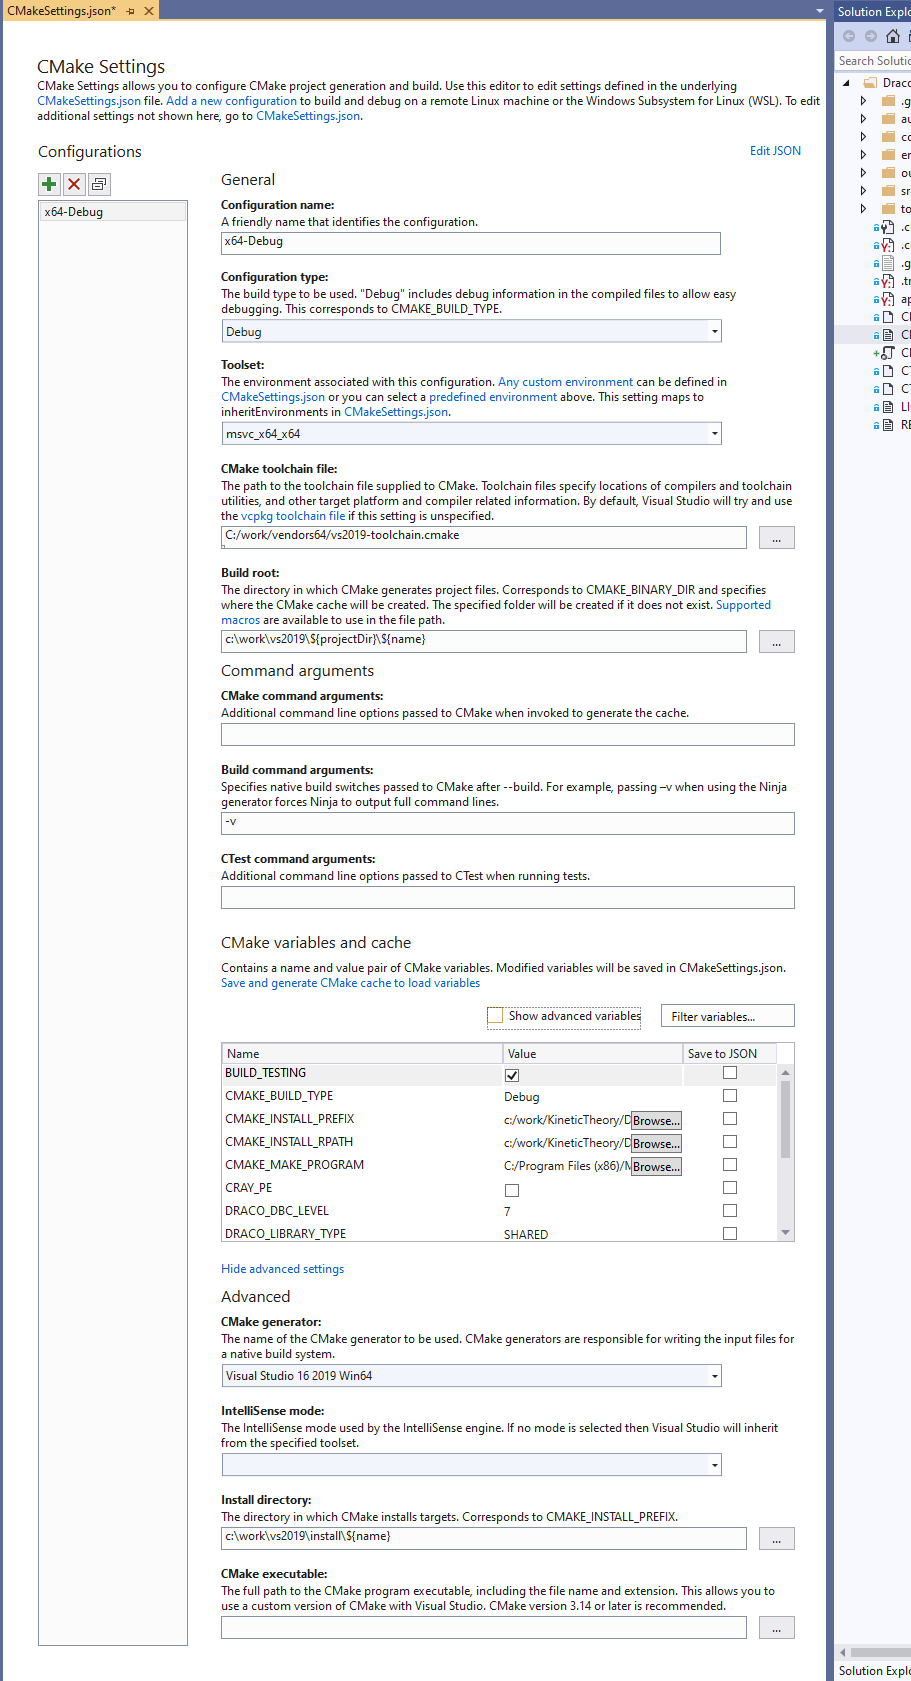 CMakeSettings.json*
Solution Explo
CMake Settings
CMake Settings allows you to configure CMake project generation and build. Use this editor to edit settings defined in the underlying
CMakeSettings.json file. Add a new configuration to build and debug on a remote Linux machine or the Windows Subsystem for Linux (WSL). To edit
additional settings not shown here, go to CMakeSettings.json.
Configurations
Edit JSON
x64-Debug
General
Configuration name:
A friendly name that identifies the configuration.
x64-Debug
Configuration type:
The build type to be used. "Debug" includes debug information in the compiled files to allow easy
debugging. This corresponds to CMAKE_BUILD_TYPE.
Debug
Toolset:
The environment associated with this configuration. Any custom environment can be defined in
CMakeSettings.json or you can select a predefined environment above. This setting maps to
inheritEnvironments in CMakeSettings.json.
msvc_x64_x64
CMake toolchain file:
The path to the toolchain file supplied to CMake. Toolchain files specify locations of compilers and toolchain
utilities, and other target platform and compiler related information. By default, Visual Studio will try and use
the vcpkg toolchain file if this setting is unspecified.
C:/work/vendors64/vs2019-toolchain.cmake
...
Build root:
The directory in which CMake generates project files. Corresponds to CMAKE_BINARY_DIR and specifies
where the CMake cache will be created. The specified folder will be created if it does not exist. Supported
macros are available to use in the file path.
c:\work\vs2019\${projectDir}\${name}
...
Command arguments
CMake command arguments:
Additional command line options passed to CMake when invoked to generate the cache.
Build command arguments:
Specifies native build switches passed to CMake after --build. For example, passing –v when using the Ninja
generator forces Ninja to output full command lines.
-v
CTest command arguments:
Additional command line options passed to CTest when running tests.
CMake variables and cache
Contains a name and value pair of CMake variables. Modified variables will be saved in CMakeSettings.json.
Save and generate CMake cache to load variables
Show advanced variables
Filter variables...
Name Value Save to JSON
BUILD_TESTING
CMAKE_BUILD_TYPE Debug
CMAKE_INSTALL_PREFIX c:/work/KineticTheory/D Browse...
CMAKE_INSTALL_RPATH c:/work/KineticTheory/D Browse...
CMAKE_MAKE_PROGRAM C:/Program Files (x86)/M Browse...
CRAY_PE
DRACO_DBC_LEVEL 7
DRACO_LIBRARY_TYPE SHARED
Hide advanced settings
Advanced
CMake generator:
The name of the CMake generator to be used. CMake generators are responsible for writing the input files for
a native build system.
Visual Studio 16 2019 Win64
IntelliSense mode:
The IntelliSense mode used by the IntelliSense engine. If no mode is selected then Visual Studio will inherit
from the specified toolset.
Install directory:
The directory in which CMake installs targets. Corresponds to CMAKE_INSTALL_PREFIX.
c:\work\vs2019\install\${name}
...
CMake executable:
The full path to the CMake program executable, including the file name and extension. This allows you to
use a custom version of CMake with Visual Studio. CMake version 3.14 or later is recommended.
...
Search Solutio
Draco
.g
au
co
en
ou
src
to
.cl
.c
.g
.tr
ap
CT
CT
LI
RE
Solution Explo